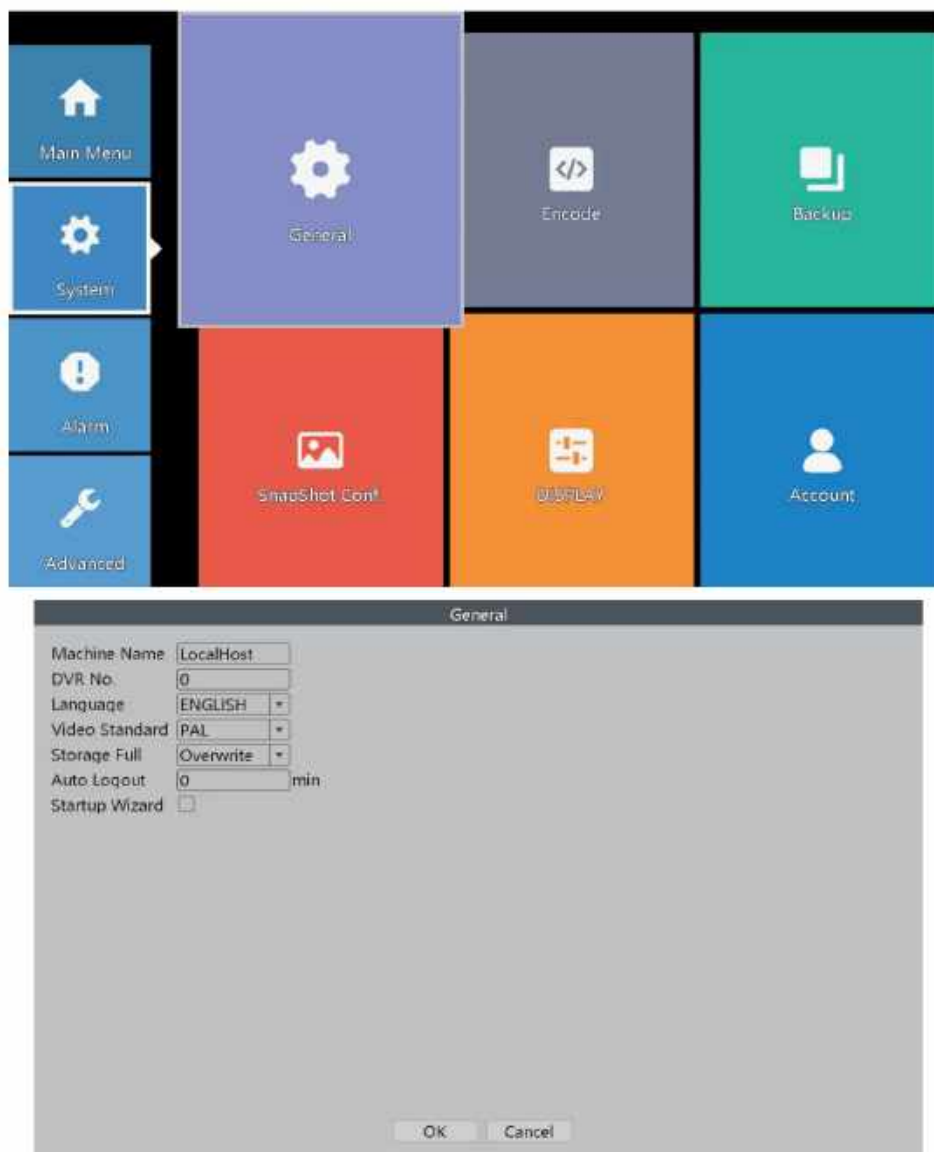 Main Menu
System
Alarm
Advanced
General
Encode
Backup
SnapShot Conf.
DISPLAY
Account
General
Machine Name LocalHost
DVR No. 0
Language ENGLISH
Video Standard PAL
Storage Full Overwrite
Auto Logout 0 min
Startup Wizard
OK Cancel